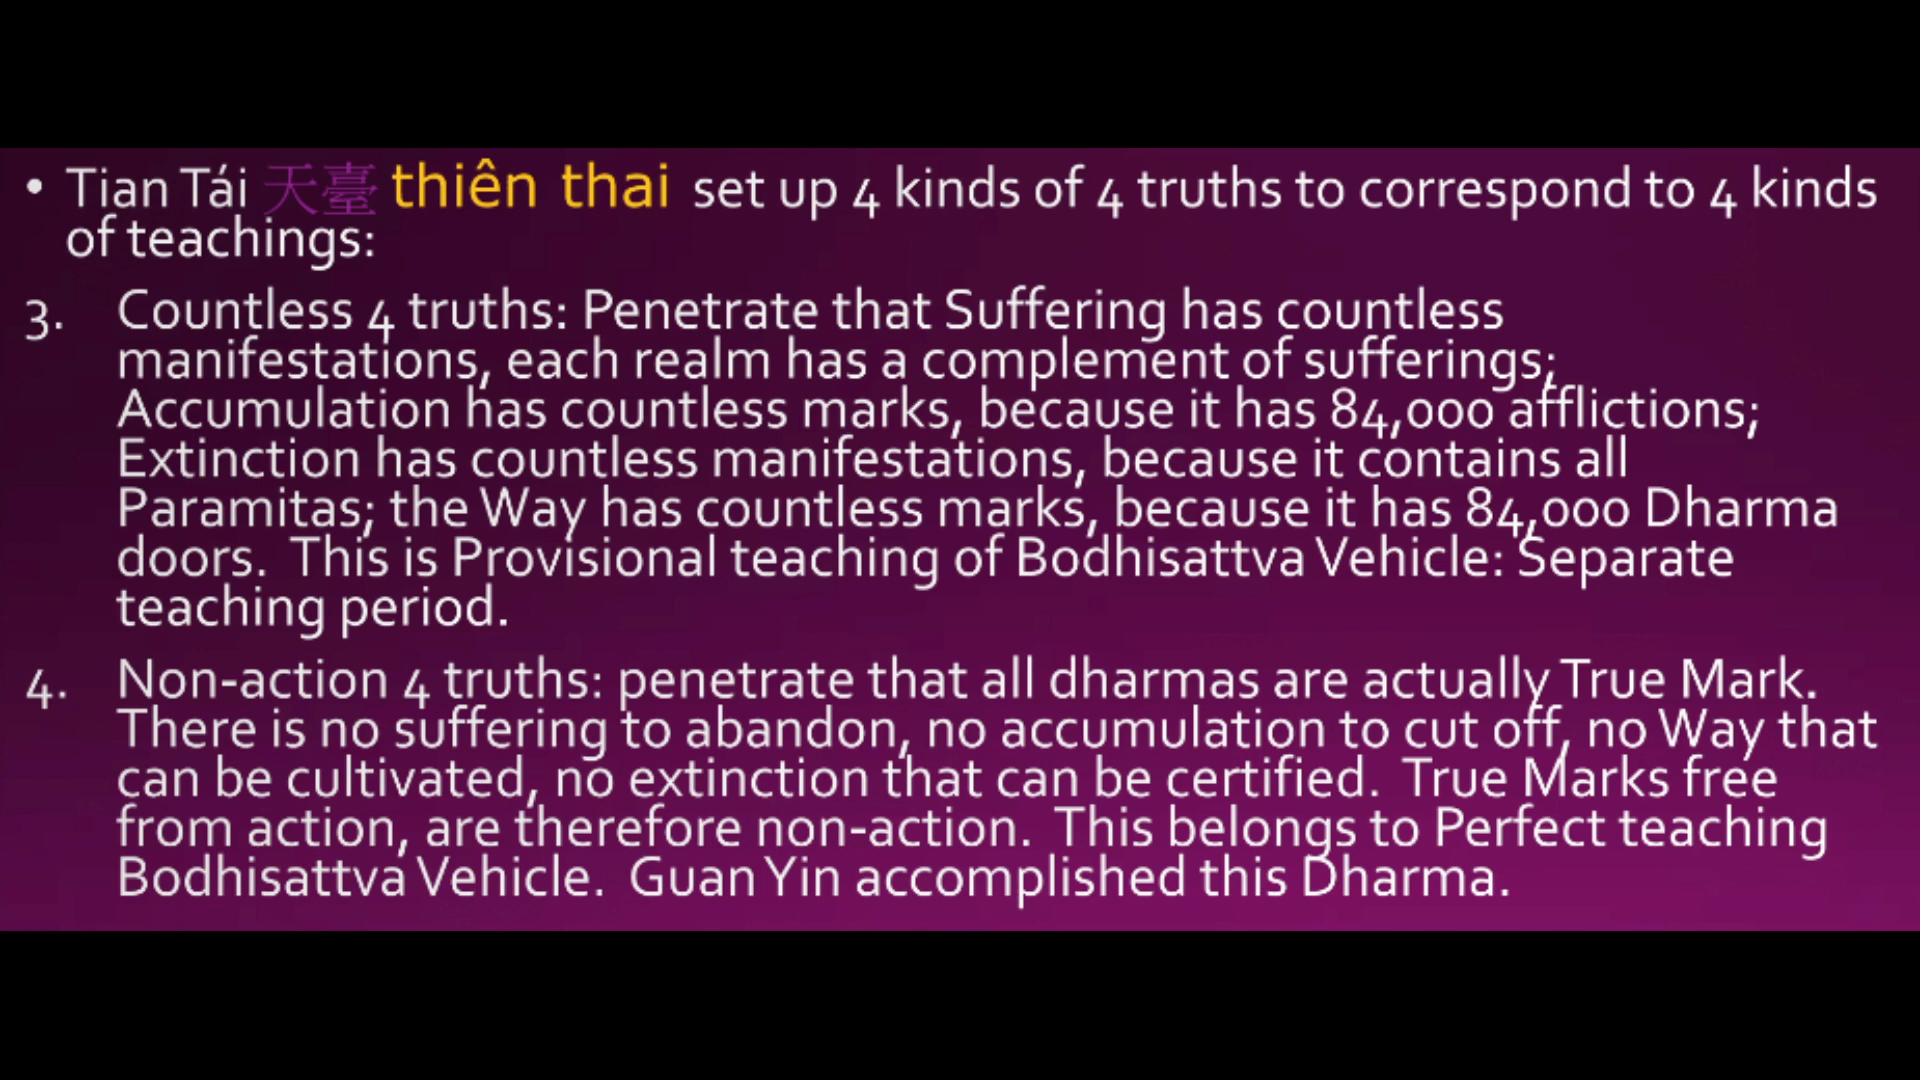 • Tian Tái 天臺 thiên thai set up 4 kinds of 4 truths to correspond to 4 kinds
of teachings:
3. Countless 4 truths: Penetrate that Suffering has countless
manifestations, each realm has a complement of sufferings;
Accumulation has countless marks, because it has 84,000 afflictions;
Extinction has countless manifestations, because it contains all
Paramitas; the Way has countless marks, because it has 84,000 Dharma
doors. This is Provisional teaching of Bodhisattva Vehicle: Separate
teaching period.
4. Non-action 4 truths: penetrate that all dharmas are actually True Mark.
There is no suffering to abandon, no accumulation to cut off, no Way that
can be cultivated, no extinction that can be certified. True Marks free
from action, are therefore non-action. This belongs to Perfect teaching
Bodhisattva Vehicle. Guan Yin accomplished this Dharma.